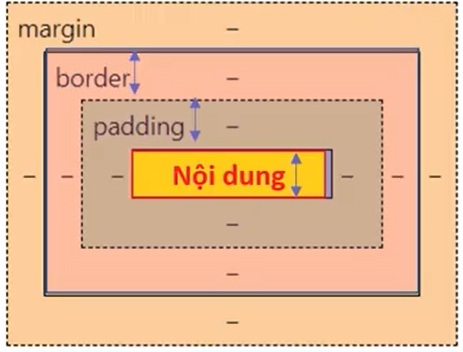 margin
–
border
–
padding
–
– – – Nội dung – – –
–
–
–